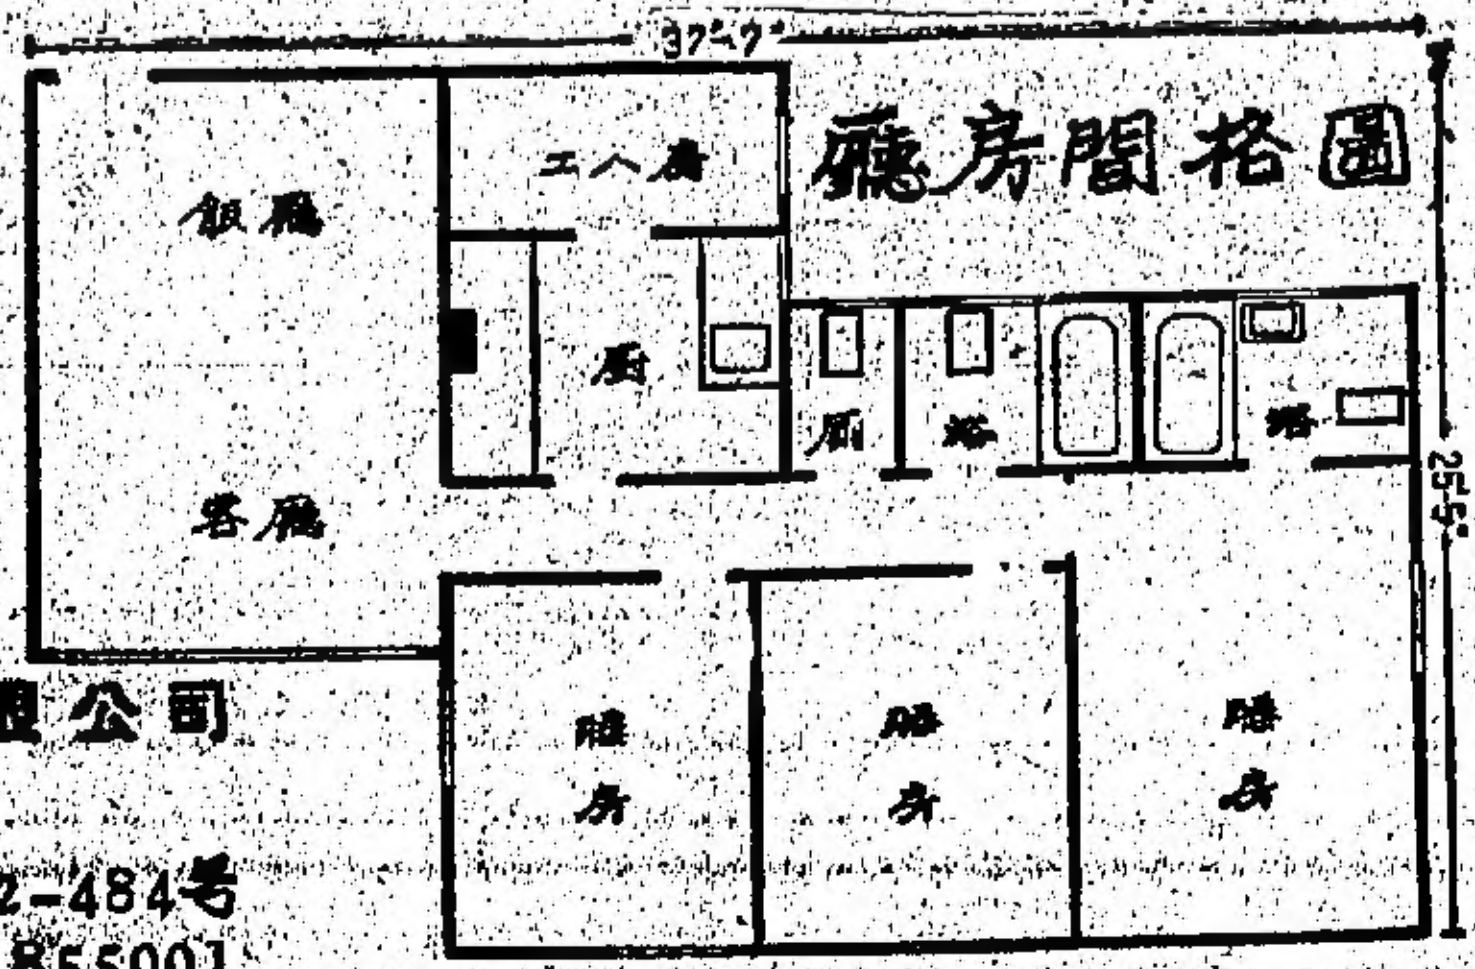 37'-7"
廳房間格圖
工人房
飯廳
廚
廁
浴
浴
25'-5"
客廳
睡房
睡房
睡房
公司
2-484号
855001